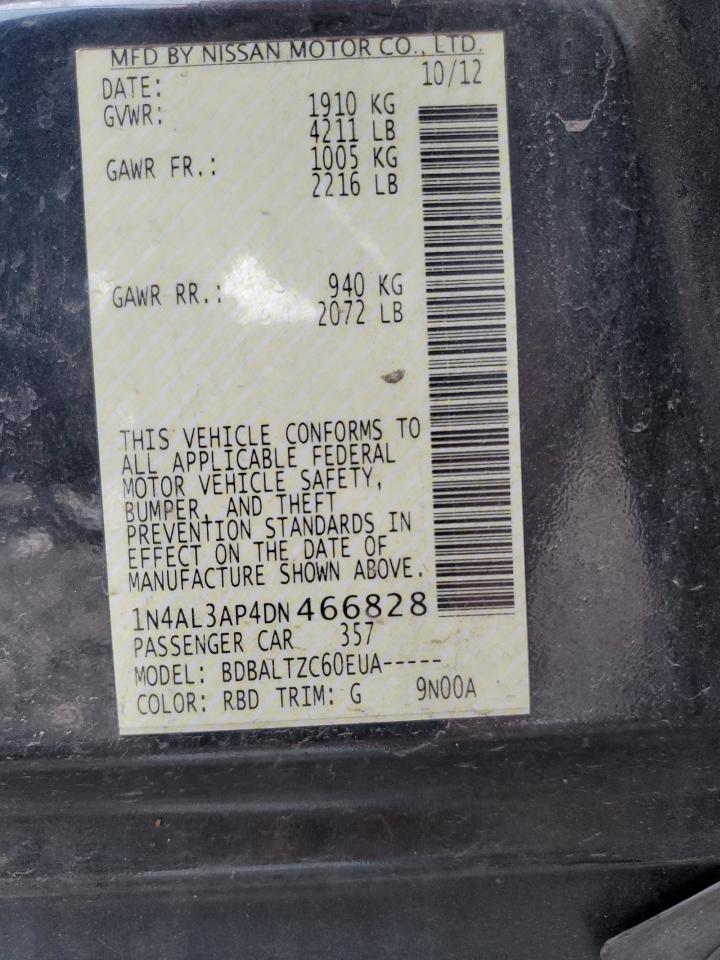 MFD BY NISSAN MOTOR CO., LTD.
DATE: 10/12
GVWR: 1910 KG
4211 LB
GAWR FR.: 1005 KG
2216 LB
GAWR RR.: 940 KG
2072 LB
THIS VEHICLE CONFORMS TO
ALL APPLICABLE FEDERAL
MOTOR VEHICLE SAFETY,
BUMPER, AND THEFT
PREVENTION STANDARDS IN
EFFECT ON THE DATE OF
MANUFACTURE SHOWN ABOVE.
1N4AL3AP4DN466828
PASSENGER CAR 357
MODEL: BDBALTZC60EUA-----
COLOR: RBD TRIM: G 9N00A